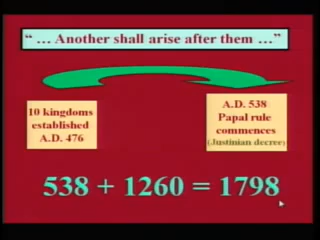 “ … Another shall arise after them …”
10 kingdoms
established
A.D. 476
A.D. 538
Papal rule
commences
(Justinian decree)
538 + 1260 = 1798